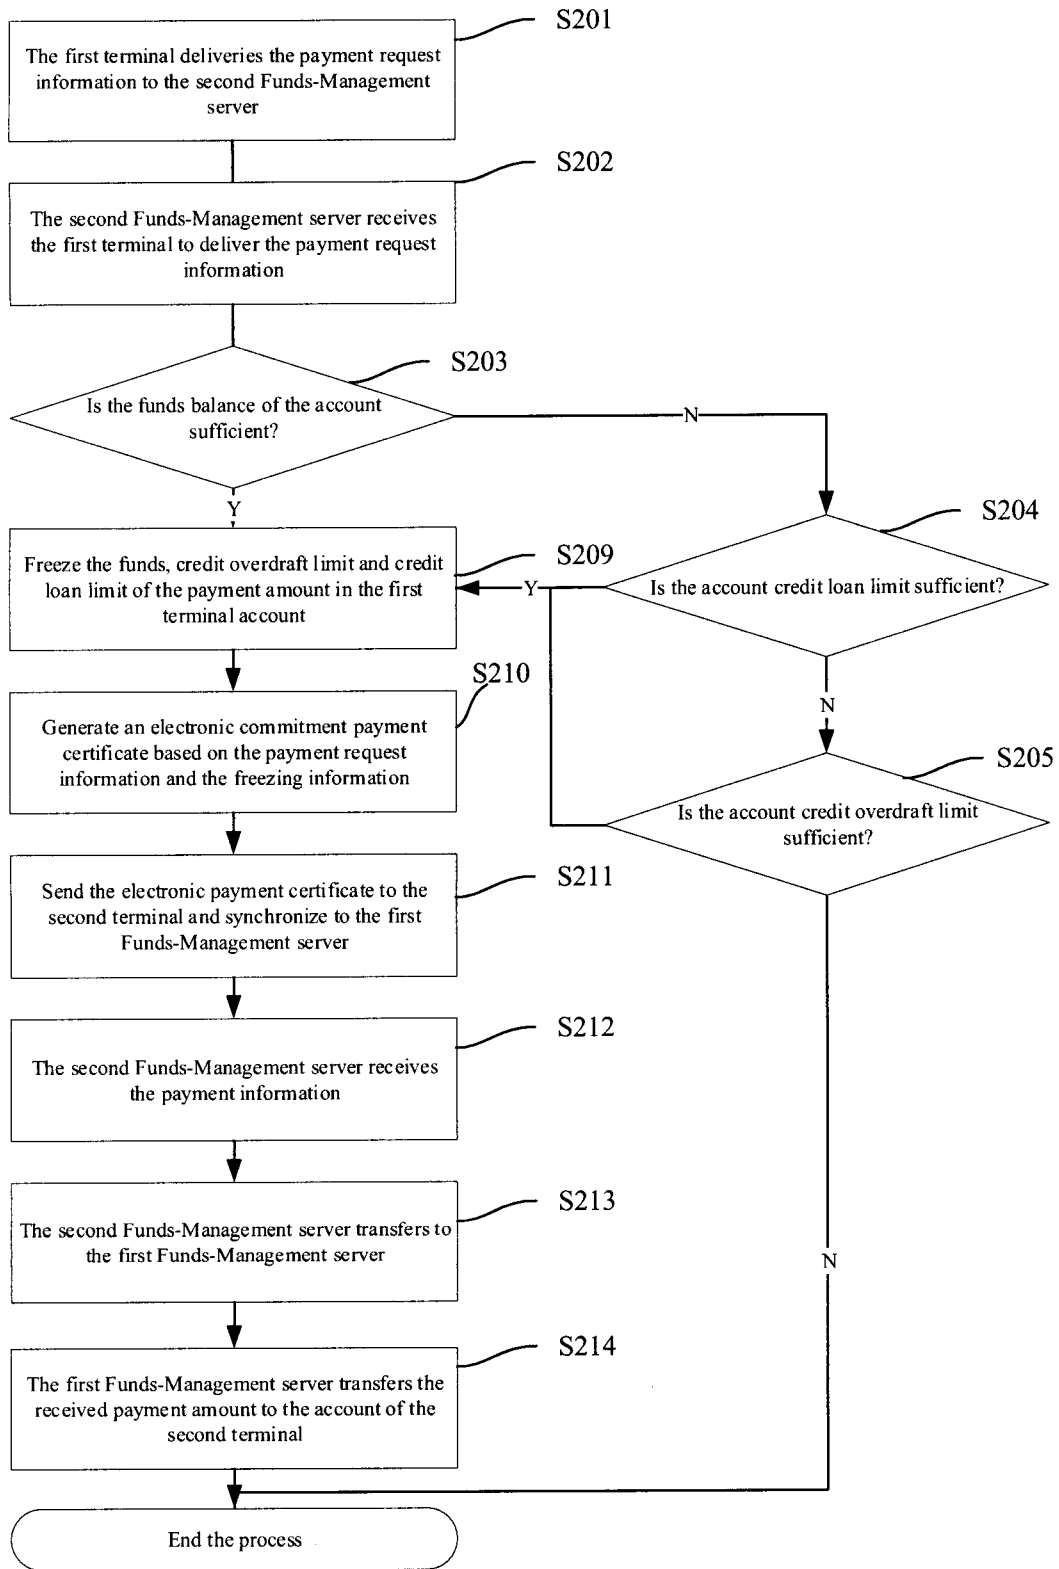 S201
The first terminal deliveries the payment request
information to the second Funds-Management
server
S202
The second Funds-Management server receives
the first terminal to deliver the payment request
information
S203
Is the funds balance of the account
sufficient?
N
Y
S204
Is the account credit loan limit sufficient?
Y
N
S209
Freeze the funds, credit overdraft limit and credit
loan limit of the payment amount in the first
terminal account
S205
Is the account credit overdraft limit
sufficient?
N
S210
Generate an electronic commitment payment
certificate based on the payment request
information and the freezing information
S211
Send the electronic payment certificate to the
second terminal and synchronize to the first
Funds-Management server
S212
The second Funds-Management server receives
the payment information
S213
The second Funds-Management server transfers to
the first Funds-Management server
S214
The first Funds-Management server transfers the
received payment amount to the account of the
second terminal
End the process